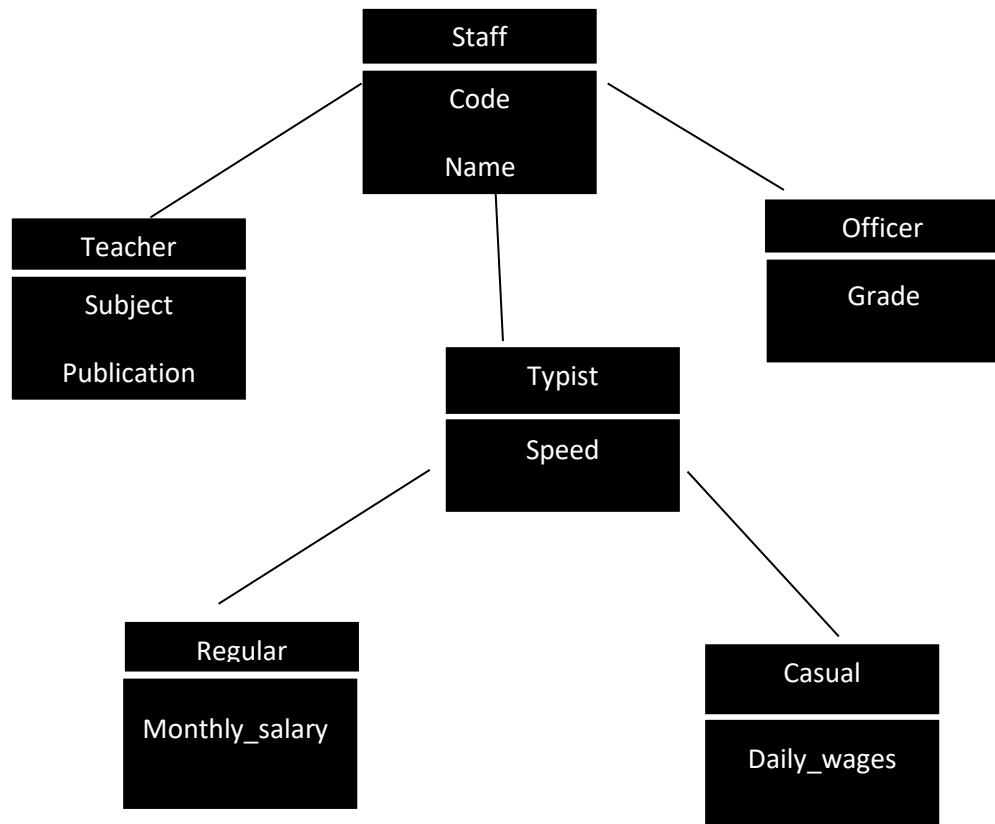 Staff
Code
Name
Teacher
Subject
Publication
Officer
Grade
Typist
Speed
Regular
Monthly_salary
Casual
Daily_wages